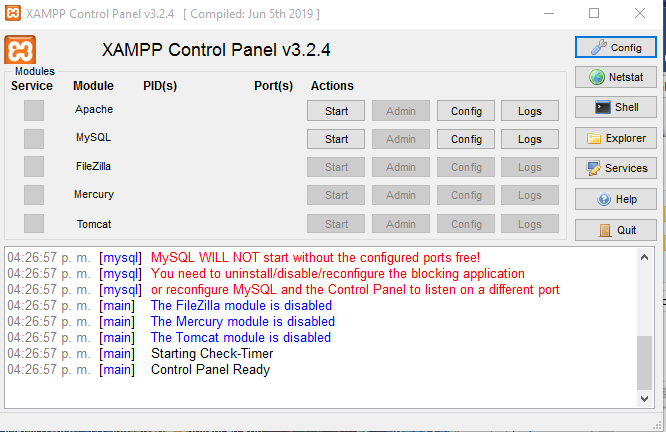 XAMPP Control Panel v3.2.4 [ Compiled: Jun 5th 2019 ]
XAMPP Control Panel v3.2.4
Modules
Service Module PID(s) Port(s) Actions
Apache Start Admin Config Logs
MySQL Start Admin Config Logs
FileZilla Start Admin Config Logs
Mercury Start Admin Config Logs
Tomcat Start Admin Config Logs
Config
Netstat
Shell
Explorer
Services
Help
Quit
04:26:57 p. m. [mysql] MySQL WILL NOT start without the configured ports free!
04:26:57 p. m. [mysql] You need to uninstall/disable/reconfigure the blocking application
04:26:57 p. m. [mysql] or reconfigure MySQL and the Control Panel to listen on a different port
04:26:57 p. m. [main] The FileZilla module is disabled
04:26:57 p. m. [main] The Mercury module is disabled
04:26:57 p. m. [main] The Tomcat module is disabled
04:26:57 p. m. [main] Starting Check-Timer
04:26:57 p. m. [main] Control Panel Ready